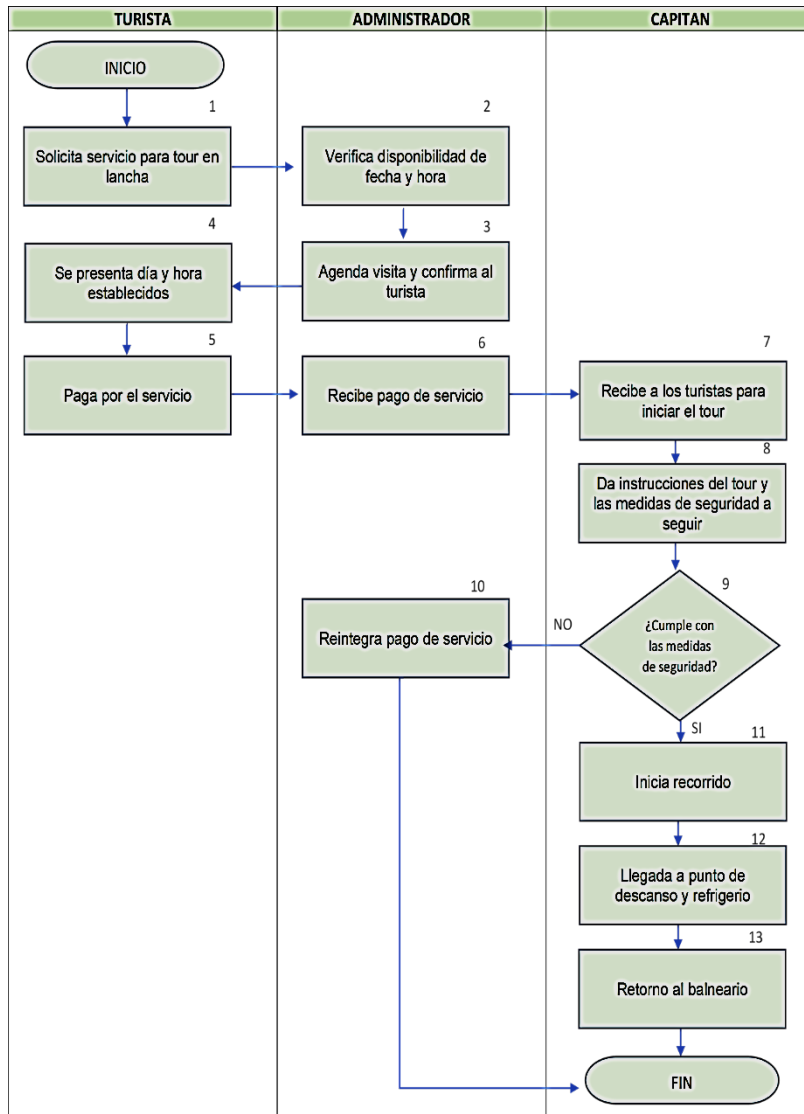 TURISTA
ADMINISTRADOR
CAPITAN
INICIO
1
Solicita servicio para tour en
lancha
2
Verifica disponibilidad de
fecha y hora
3
Agenda visita y confirma al
turista
4
Se presenta día y hora
establecidos
5
Paga por el servicio
6
Recibe pago de servicio
7
Recibe a los turistas para
iniciar el tour
8
Da instrucciones del tour y
las medidas de seguridad a
seguir
9
¿Cumple con
las medidas
de seguridad?
NO
10
Reintegra pago de servicio
SI
11
Inicia recorrido
12
Llegada a punto de
descanso y refrigerio
13
Retorno al balneario
FIN